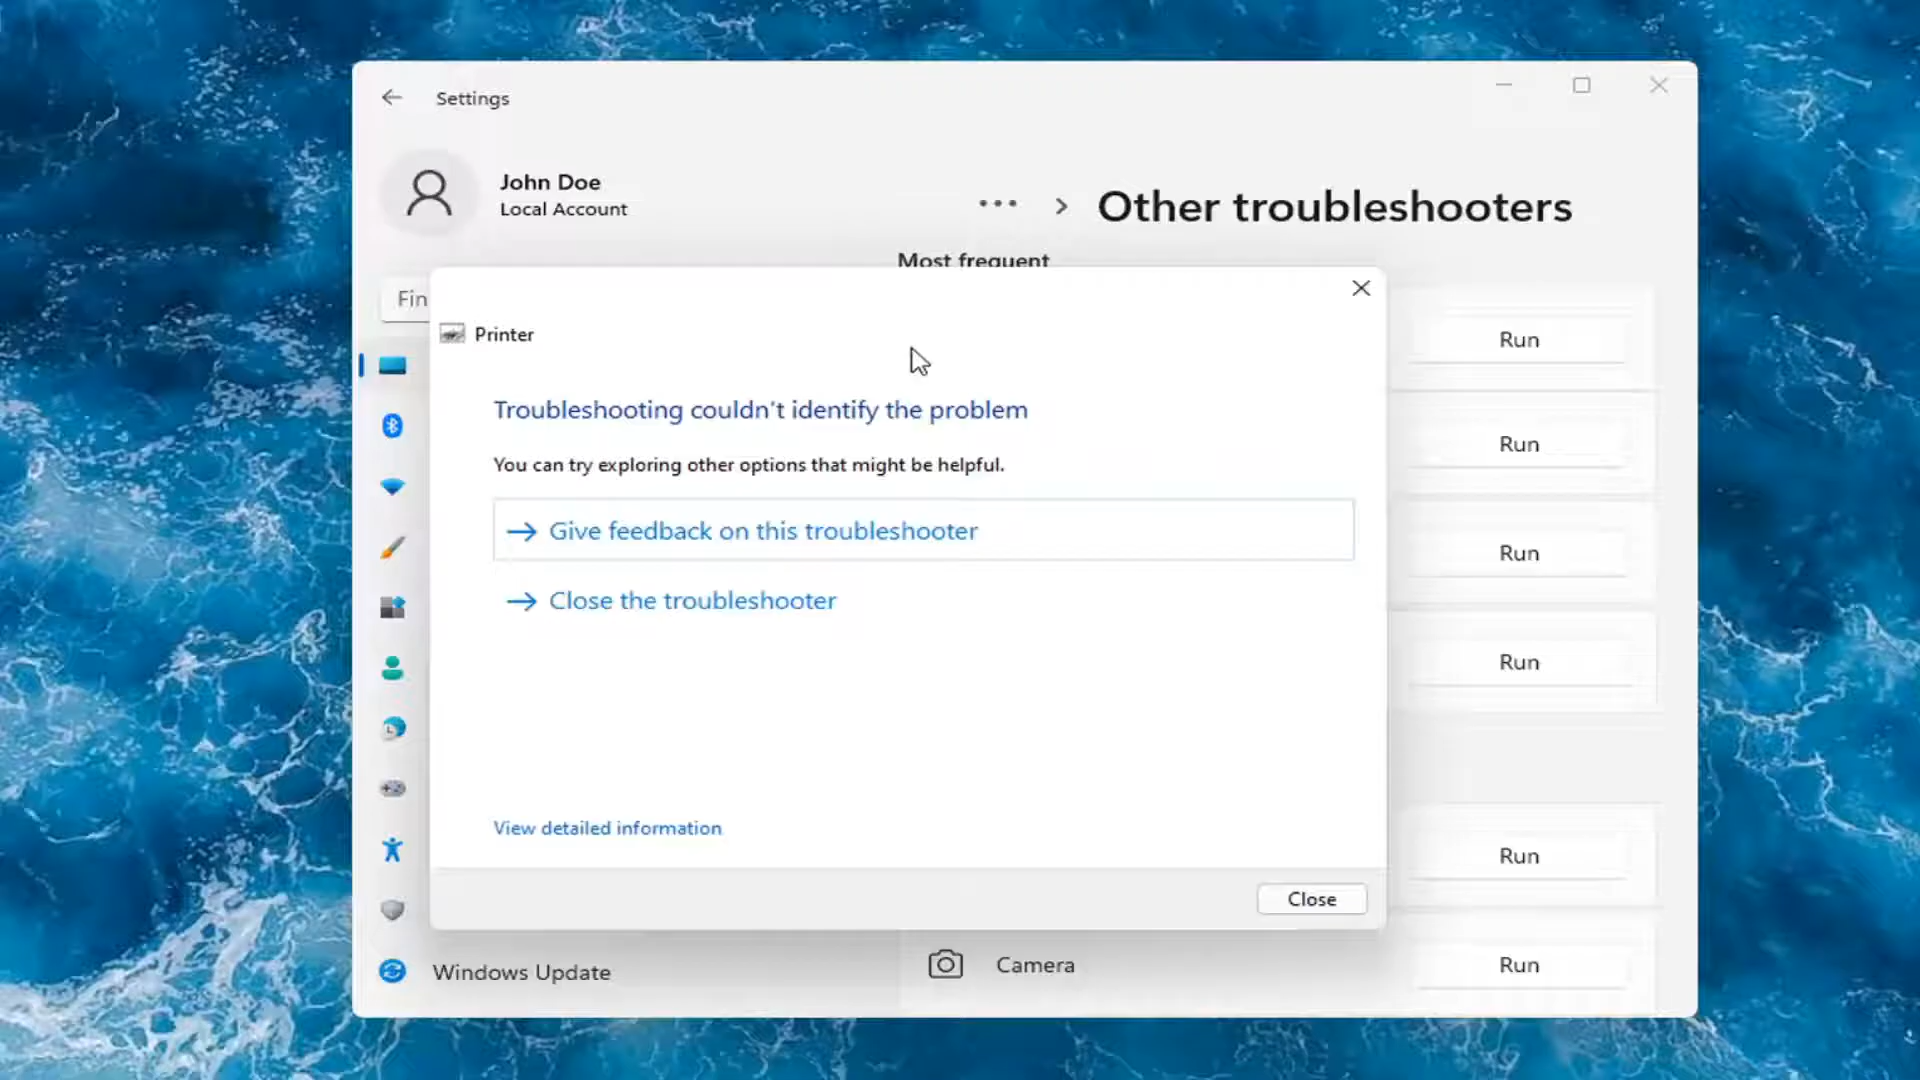 Settings
John Doe
Local Account
Other troubleshooters
Most frequent
Fin
Printer
Run
Troubleshooting couldn't identify the problem
Run
You can try exploring other options that might be helpful.
Give feedback on this troubleshooter
Run
Close the troubleshooter
Run
View detailed information
Run
Close
Windows Update
Camera
Run